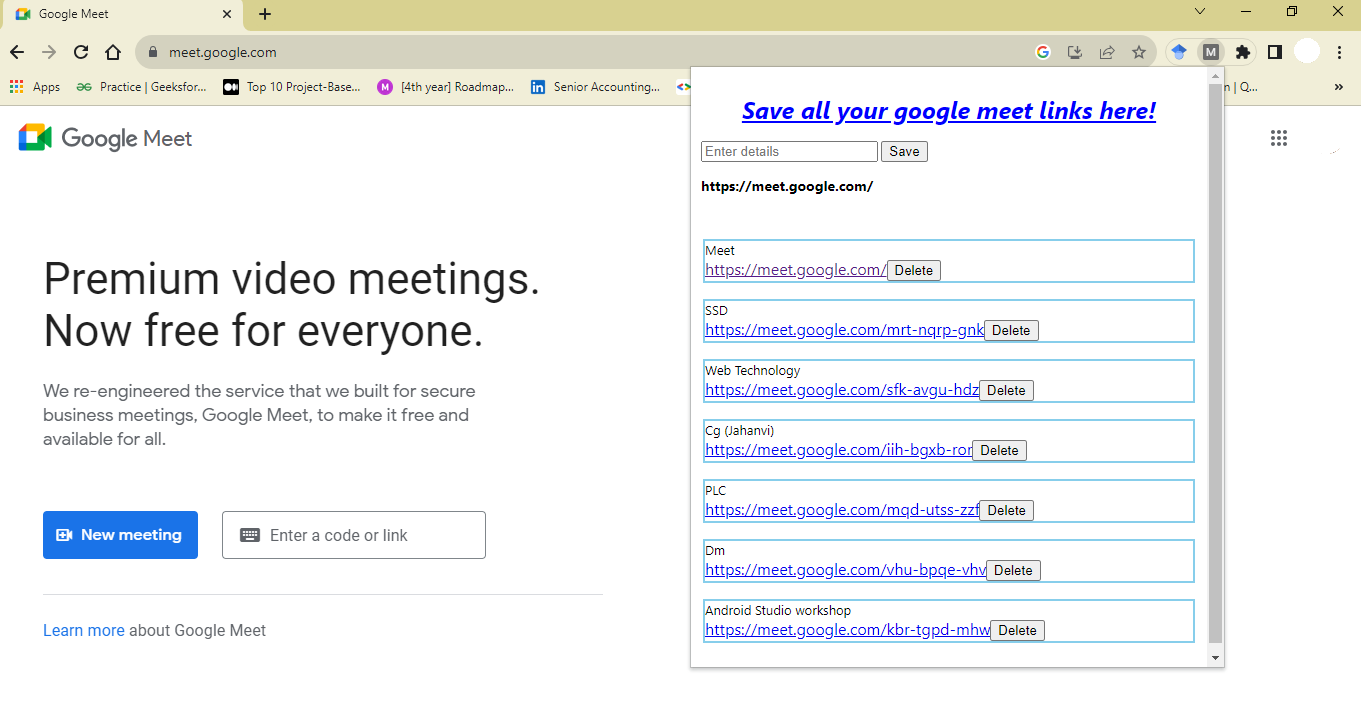 Google Meet
meet.google.com
Apps
Practice | Geeksfor...
Top 10 Project-Base...
M
[4th year] Roadmap...
in
Senior Accounting...
n | Q...
G
M
Google Meet
Premium video meetings.
Now free for everyone.
We re-engineered the service that we built for secure
business meetings, Google Meet, to make it free and
available for all.
New meeting
Enter a code or link
Learn more about Google Meet
Save all your google meet links here!
Enter details
Save
https://meet.google.com/
Meet
https://meet.google.com/ Delete
SSD
https://meet.google.com/mrt-nqrp-gnk Delete
Web Technology
https://meet.google.com/sfk-avgu-hdz Delete
Cg (Jahanvi)
https://meet.google.com/iih-bgxb-ror Delete
PLC
https://meet.google.com/mqd-utss-zzf Delete
Dm
https://meet.google.com/vhu-bpqe-vhv Delete
Android Studio workshop
https://meet.google.com/kbr-tgpd-mhw Delete